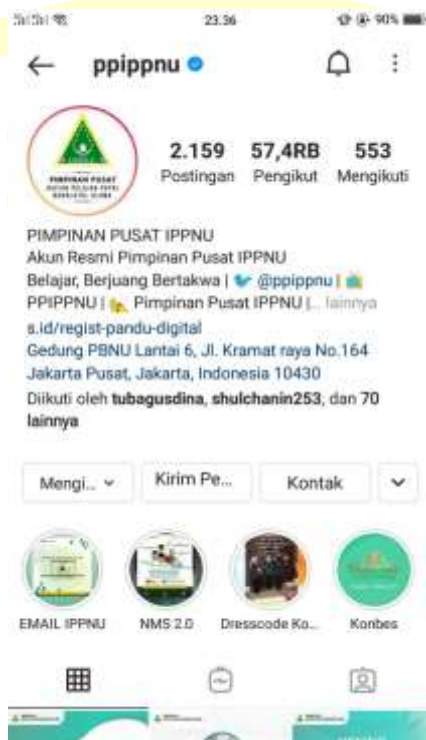 23.36
90%
ppippnu
2.159 57,4RB 553
Postingan Pengikut Mengikuti
PIMPINAN PUSAT
PIMPINAN PUSAT IPPNU
Akun Resmi Pimpinan Pusat IPPNU
Belajar, Berjuang Bertakwa | @ppippnu |
PPIPPNU | Pimpinan Pusat IPPNU |... lainnya
s.id/regist-pandu-digital
Gedung PBNU Lantai 6, Jl. Kramat raya No.164
Jakarta Pusat, Jakarta, Indonesia 10430
Diikuti oleh tubagusdina, shulchanin253, dan 70
lainnya
Mengi... Kirim Pe... Kontak
EMAIL IPPNU NMS 2.0 Dresscode Ko... Konbes